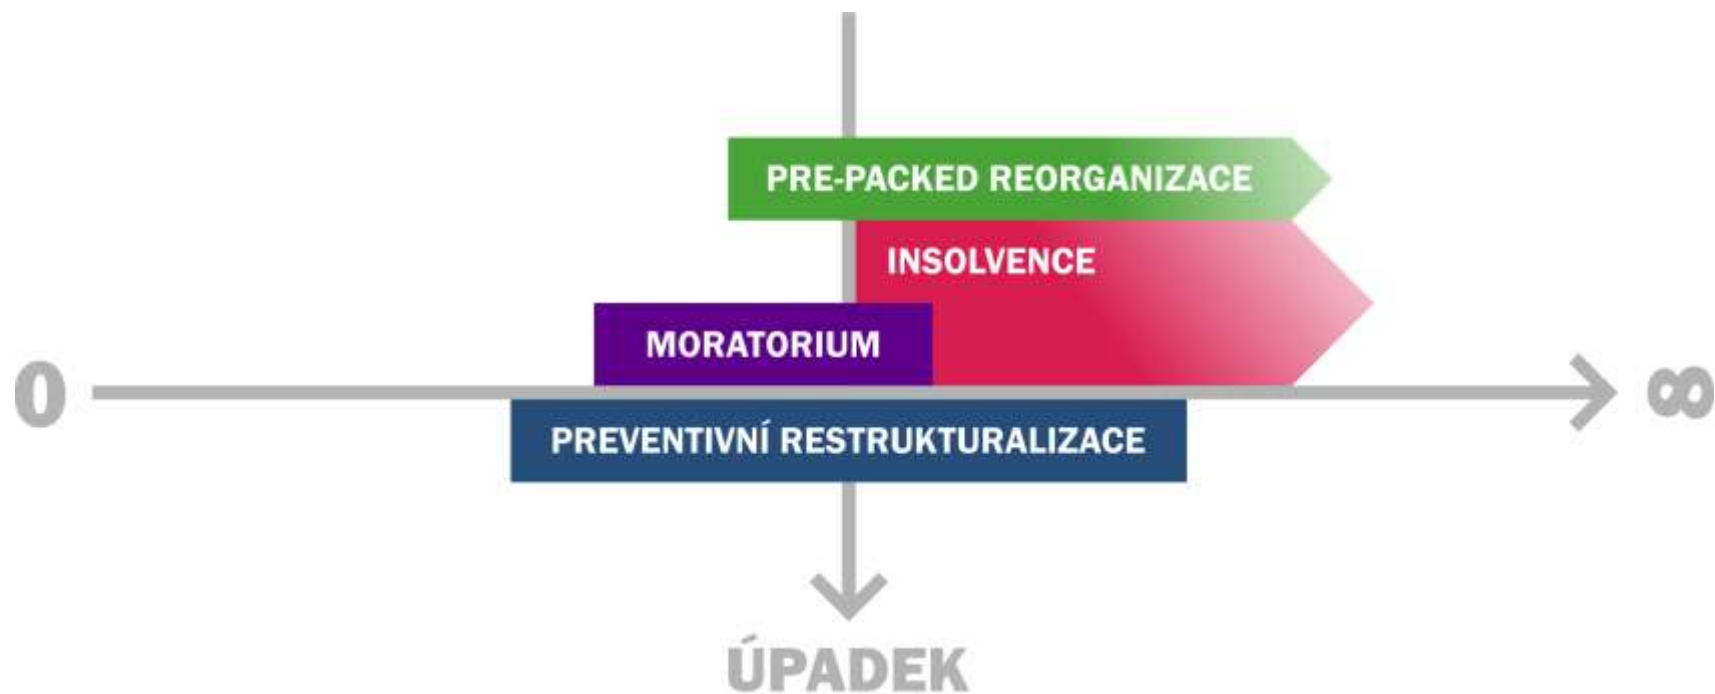 PRE-PACKED REORGANIZACE
INSOLVENCE
MORATORIUM
0
∞
PREVENTIVNÍ RESTRUKTURALIZACE
ÚPADEK